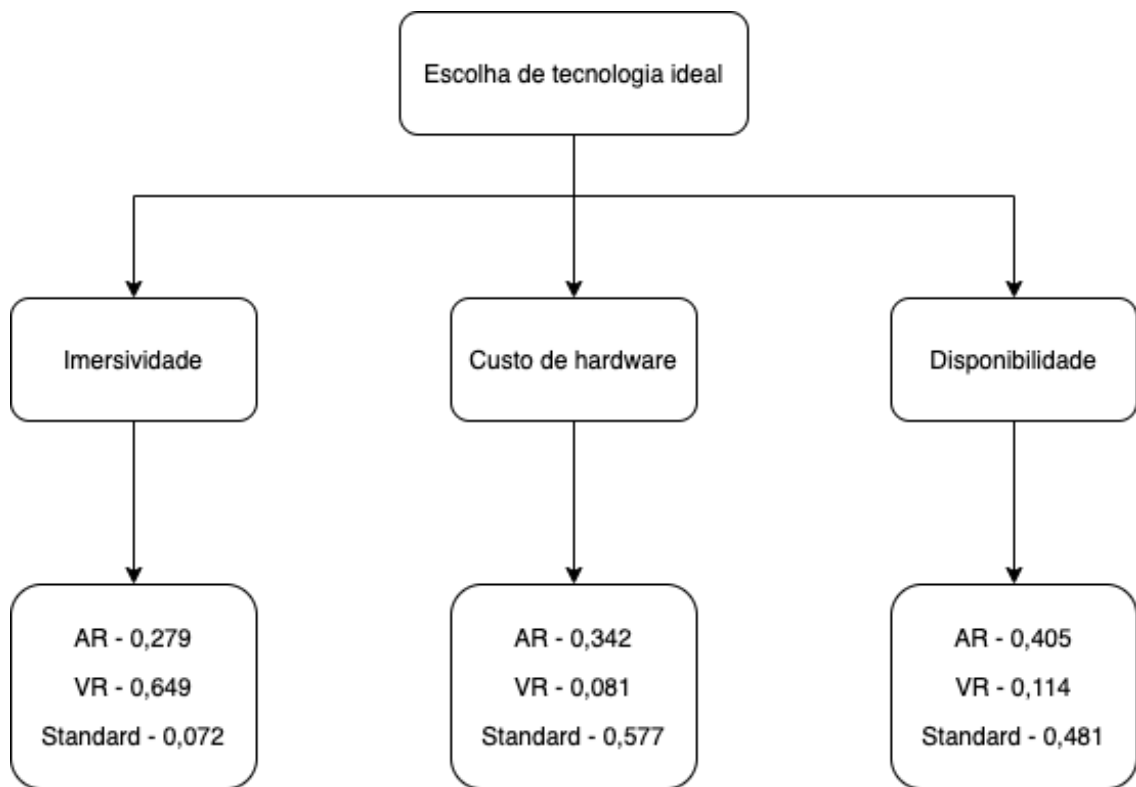 Escolha de tecnologia ideal
Imersividade
Custo de hardware
Disponibilidade
AR - 0,279
VR - 0,649
Standard - 0,072
AR - 0,342
VR - 0,081
Standard - 0,577
AR - 0,405
VR - 0,114
Standard - 0,481